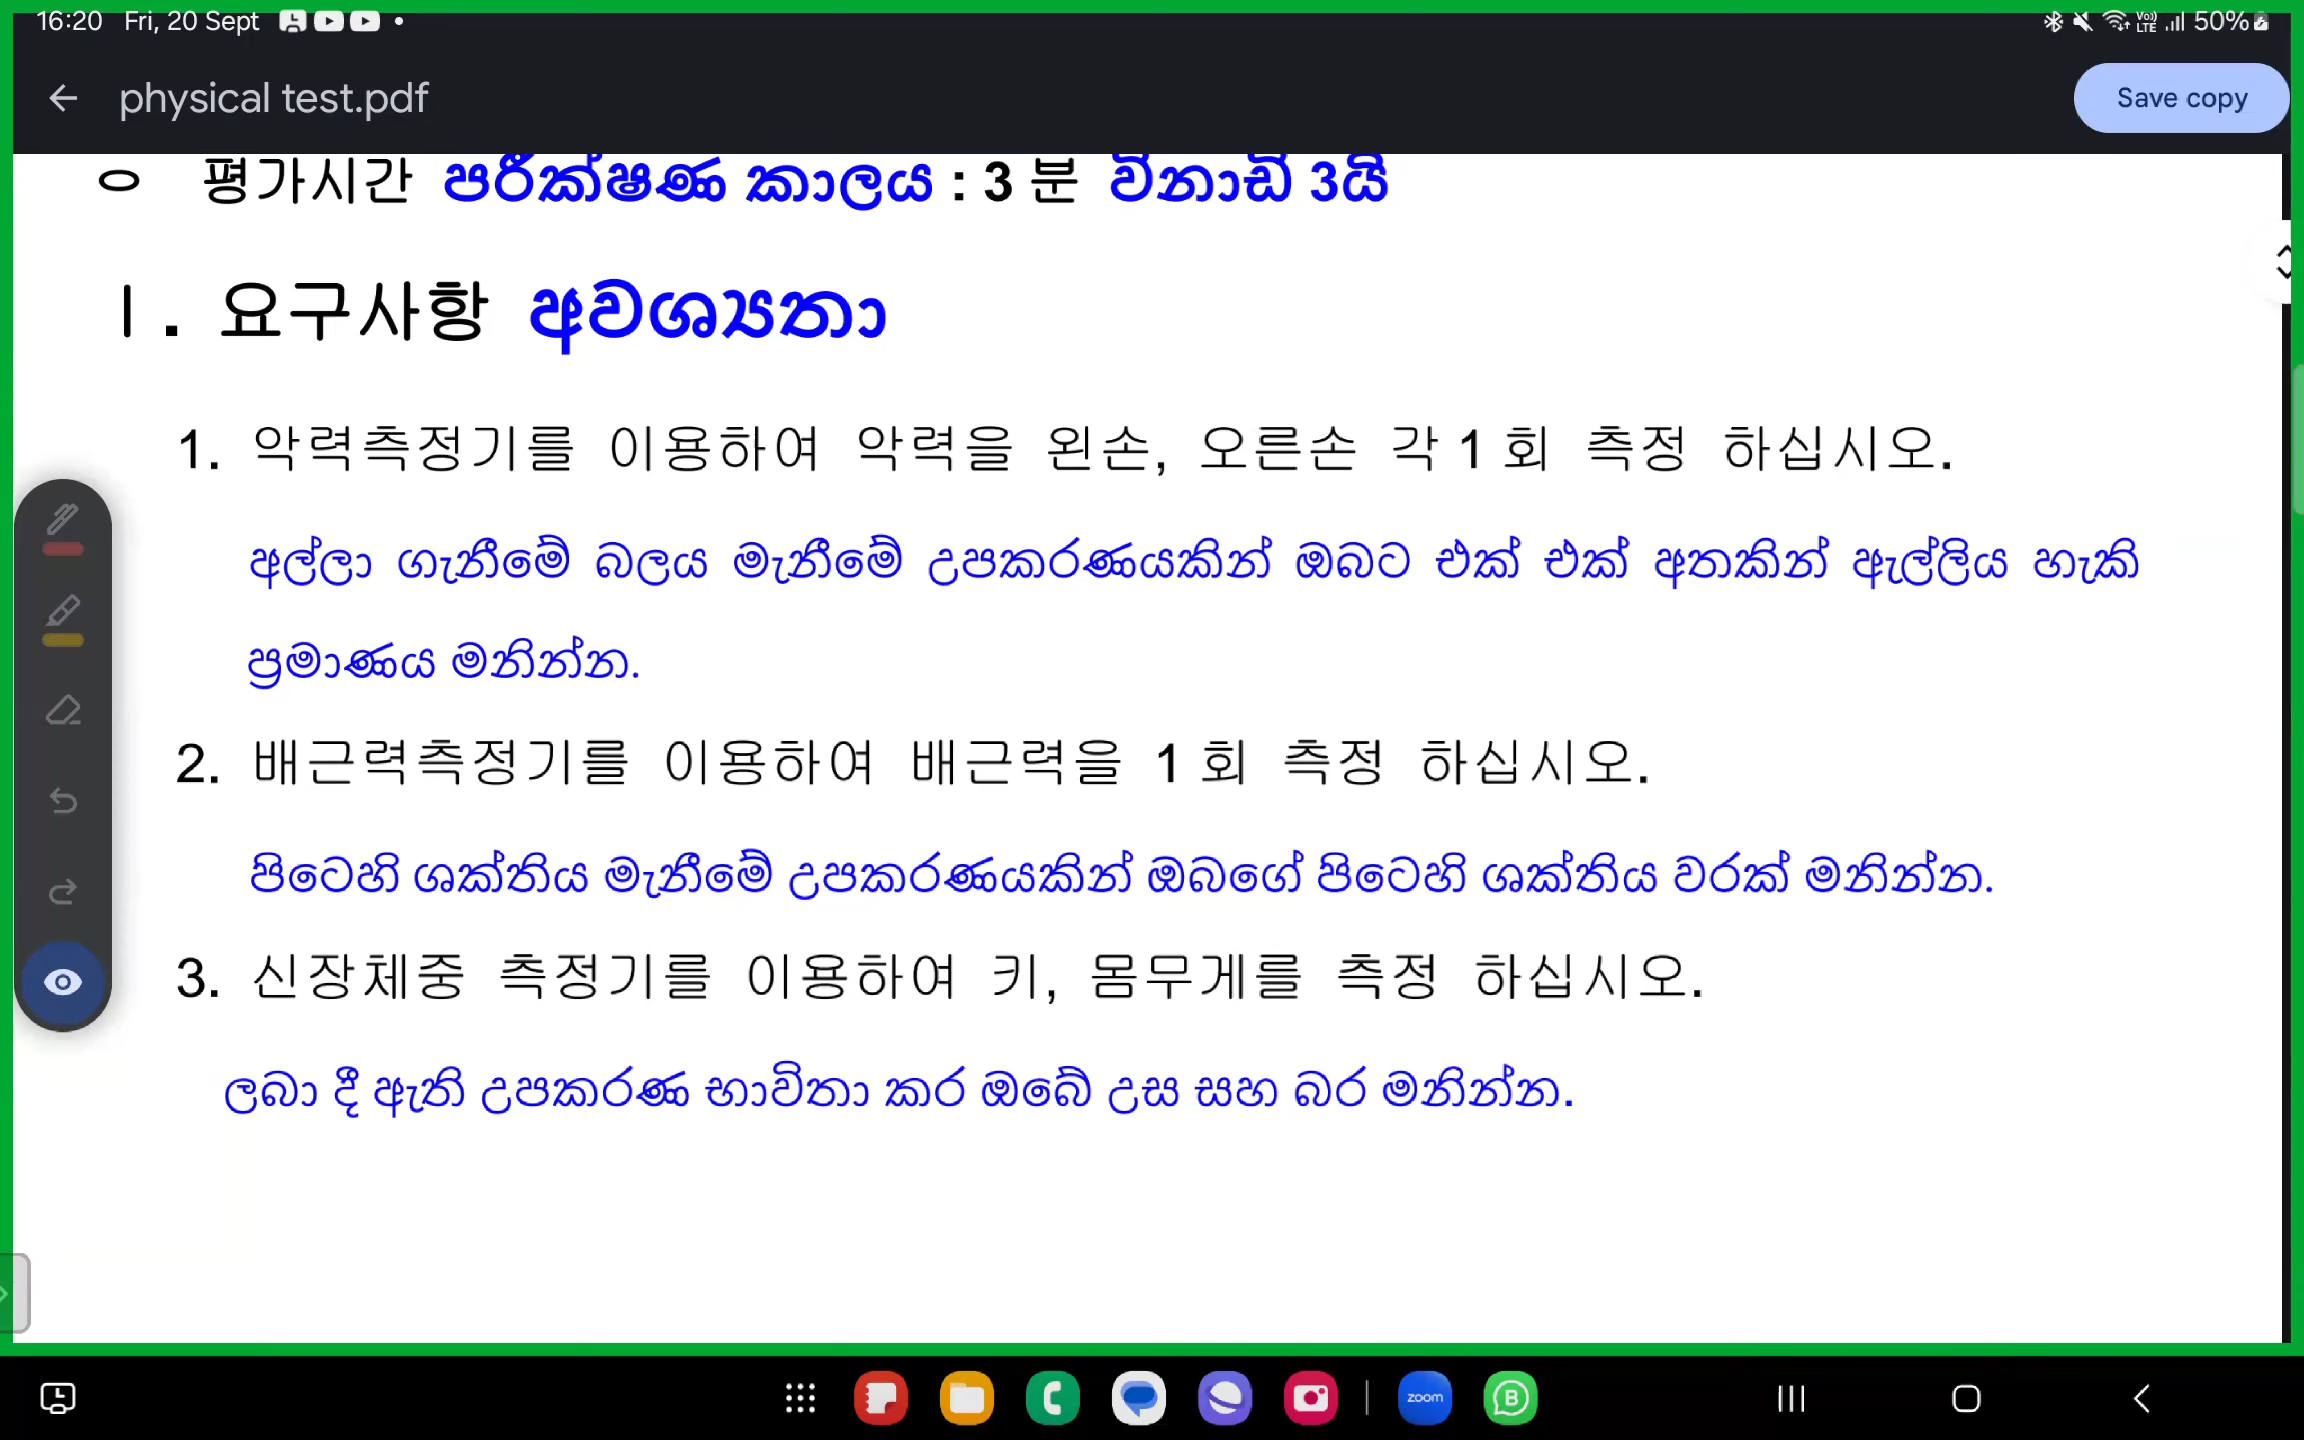 16:20 Fri, 20 Sept 50%
physical test.pdf Save copy
ㅇ 평가시간 පරීක්ෂණ කාලය : 3 분 විනාඩි 3යි
Ⅰ. 요구사항 අවශ්‍යතා
1. 악력측정기를 이용하여 악력을 왼손, 오른손 각 1 회 측정 하십시오.
අල්ලා ගැනීමේ බලය මැනීමේ උපකරණයකින් ඔබට එක් එක් අතකින් ඇල්ලිය හැකි
ප්‍රමාණය මනින්න.
2. 배근력측정기를 이용하여 배근력을 1 회 측정 하십시오.
පිටෙහි ශක්තිය මැනීමේ උපකරණයකින් ඔබගේ පිටෙහි ශක්තිය වරක් මනින්න.
3. 신장체중 측정기를 이용하여 키, 몸무게를 측정 하십시오.
ලබා දී ඇති උපකරණ භාවිතා කර ඔබේ උස සහ බර මනින්න.
zoom